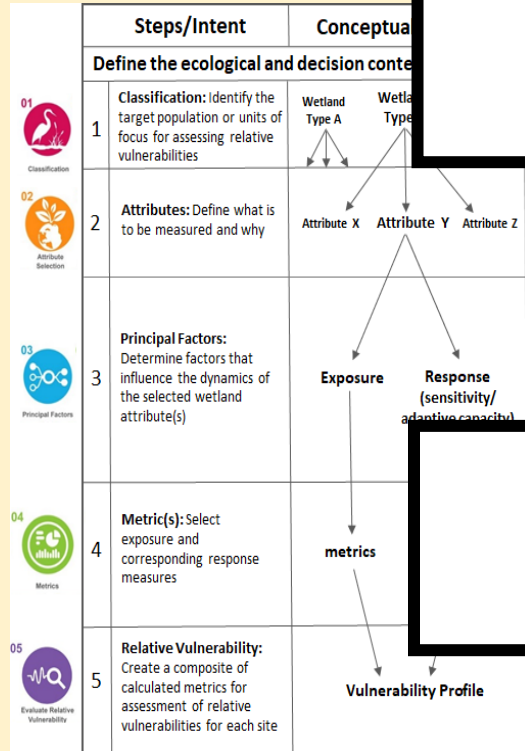 Steps/Intent
Conceptua
Define the ecological and decision conte
01
Classification
1
Classification: Identify the
target population or units of
focus for assessing relative
vulnerabilities
Wetland
Type A
Wetla
Type
02
Attribute
Selection
2
Attributes: Define what is
to be measured and why
Attribute X
Attribute Y
Attribute Z
03
Principal Factors
3
Principal Factors:
Determine factors that
influence the dynamics of
the selected wetland
attribute(s)
Exposure
Response
(sensitivity/
adaptive capacity)
04
Metrics
4
Metric(s): Select
exposure and
corresponding response
measures
metrics
05
Evaluate Relative
Vulnerability
5
Relative Vulnerability:
Create a composite of
calculated metrics for
assessment of relative
vulnerabilities for each site
Vulnerability Profile